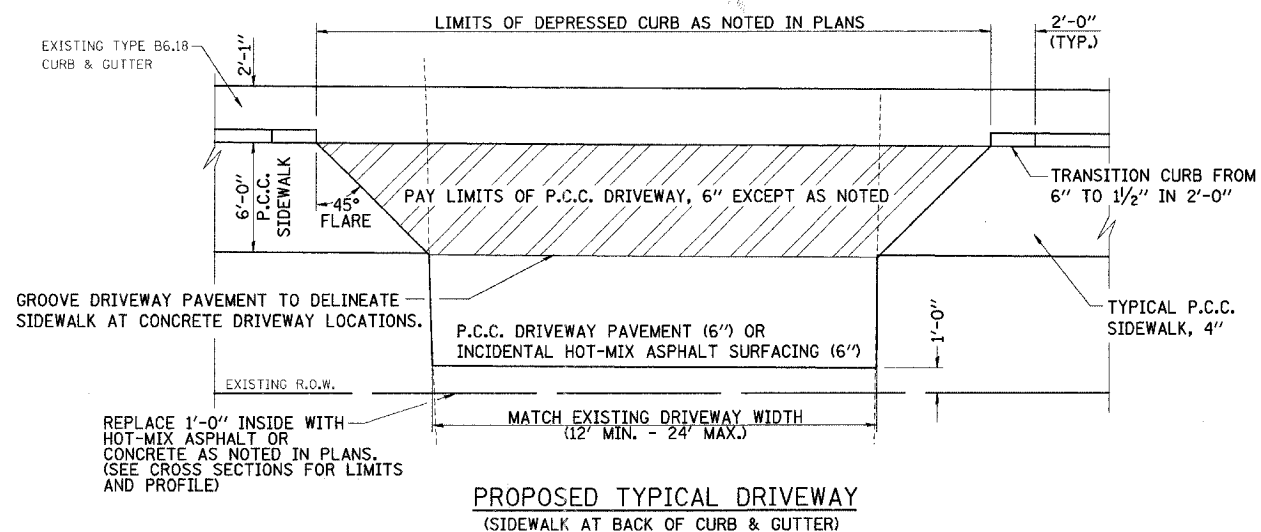 LIMITS OF DEPRESSED CURB AS NOTED IN PLANS
2'-0"
(TYP.)
EXISTING TYPE B6.18
CURB & GUTTER
2'-1"
6'-0"
P.C.C.
SIDEWALK
45°
FLARE
PAY LIMITS OF P.C.C. DRIVEWAY, 6" EXCEPT AS NOTED
TRANSITION CURB FROM
6" TO 1½" IN 2'-0"
GROOVE DRIVEWAY PAVEMENT TO DELINEATE
SIDEWALK AT CONCRETE DRIVEWAY LOCATIONS.
P.C.C. DRIVEWAY PAVEMENT (6") OR
INCIDENTAL HOT-MIX ASPHALT SURFACING (6")
1'-0"
TYPICAL P.C.C.
SIDEWALK, 4"
EXISTING R.O.W.
REPLACE 1'-0" INSIDE WITH
HOT-MIX ASPHALT OR
CONCRETE AS NOTED IN PLANS.
(SEE CROSS SECTIONS FOR LIMITS
AND PROFILE)
MATCH EXISTING DRIVEWAY WIDTH
(12' MIN. - 24' MAX.)
PROPOSED TYPICAL DRIVEWAY
(SIDEWALK AT BACK OF CURB & GUTTER)